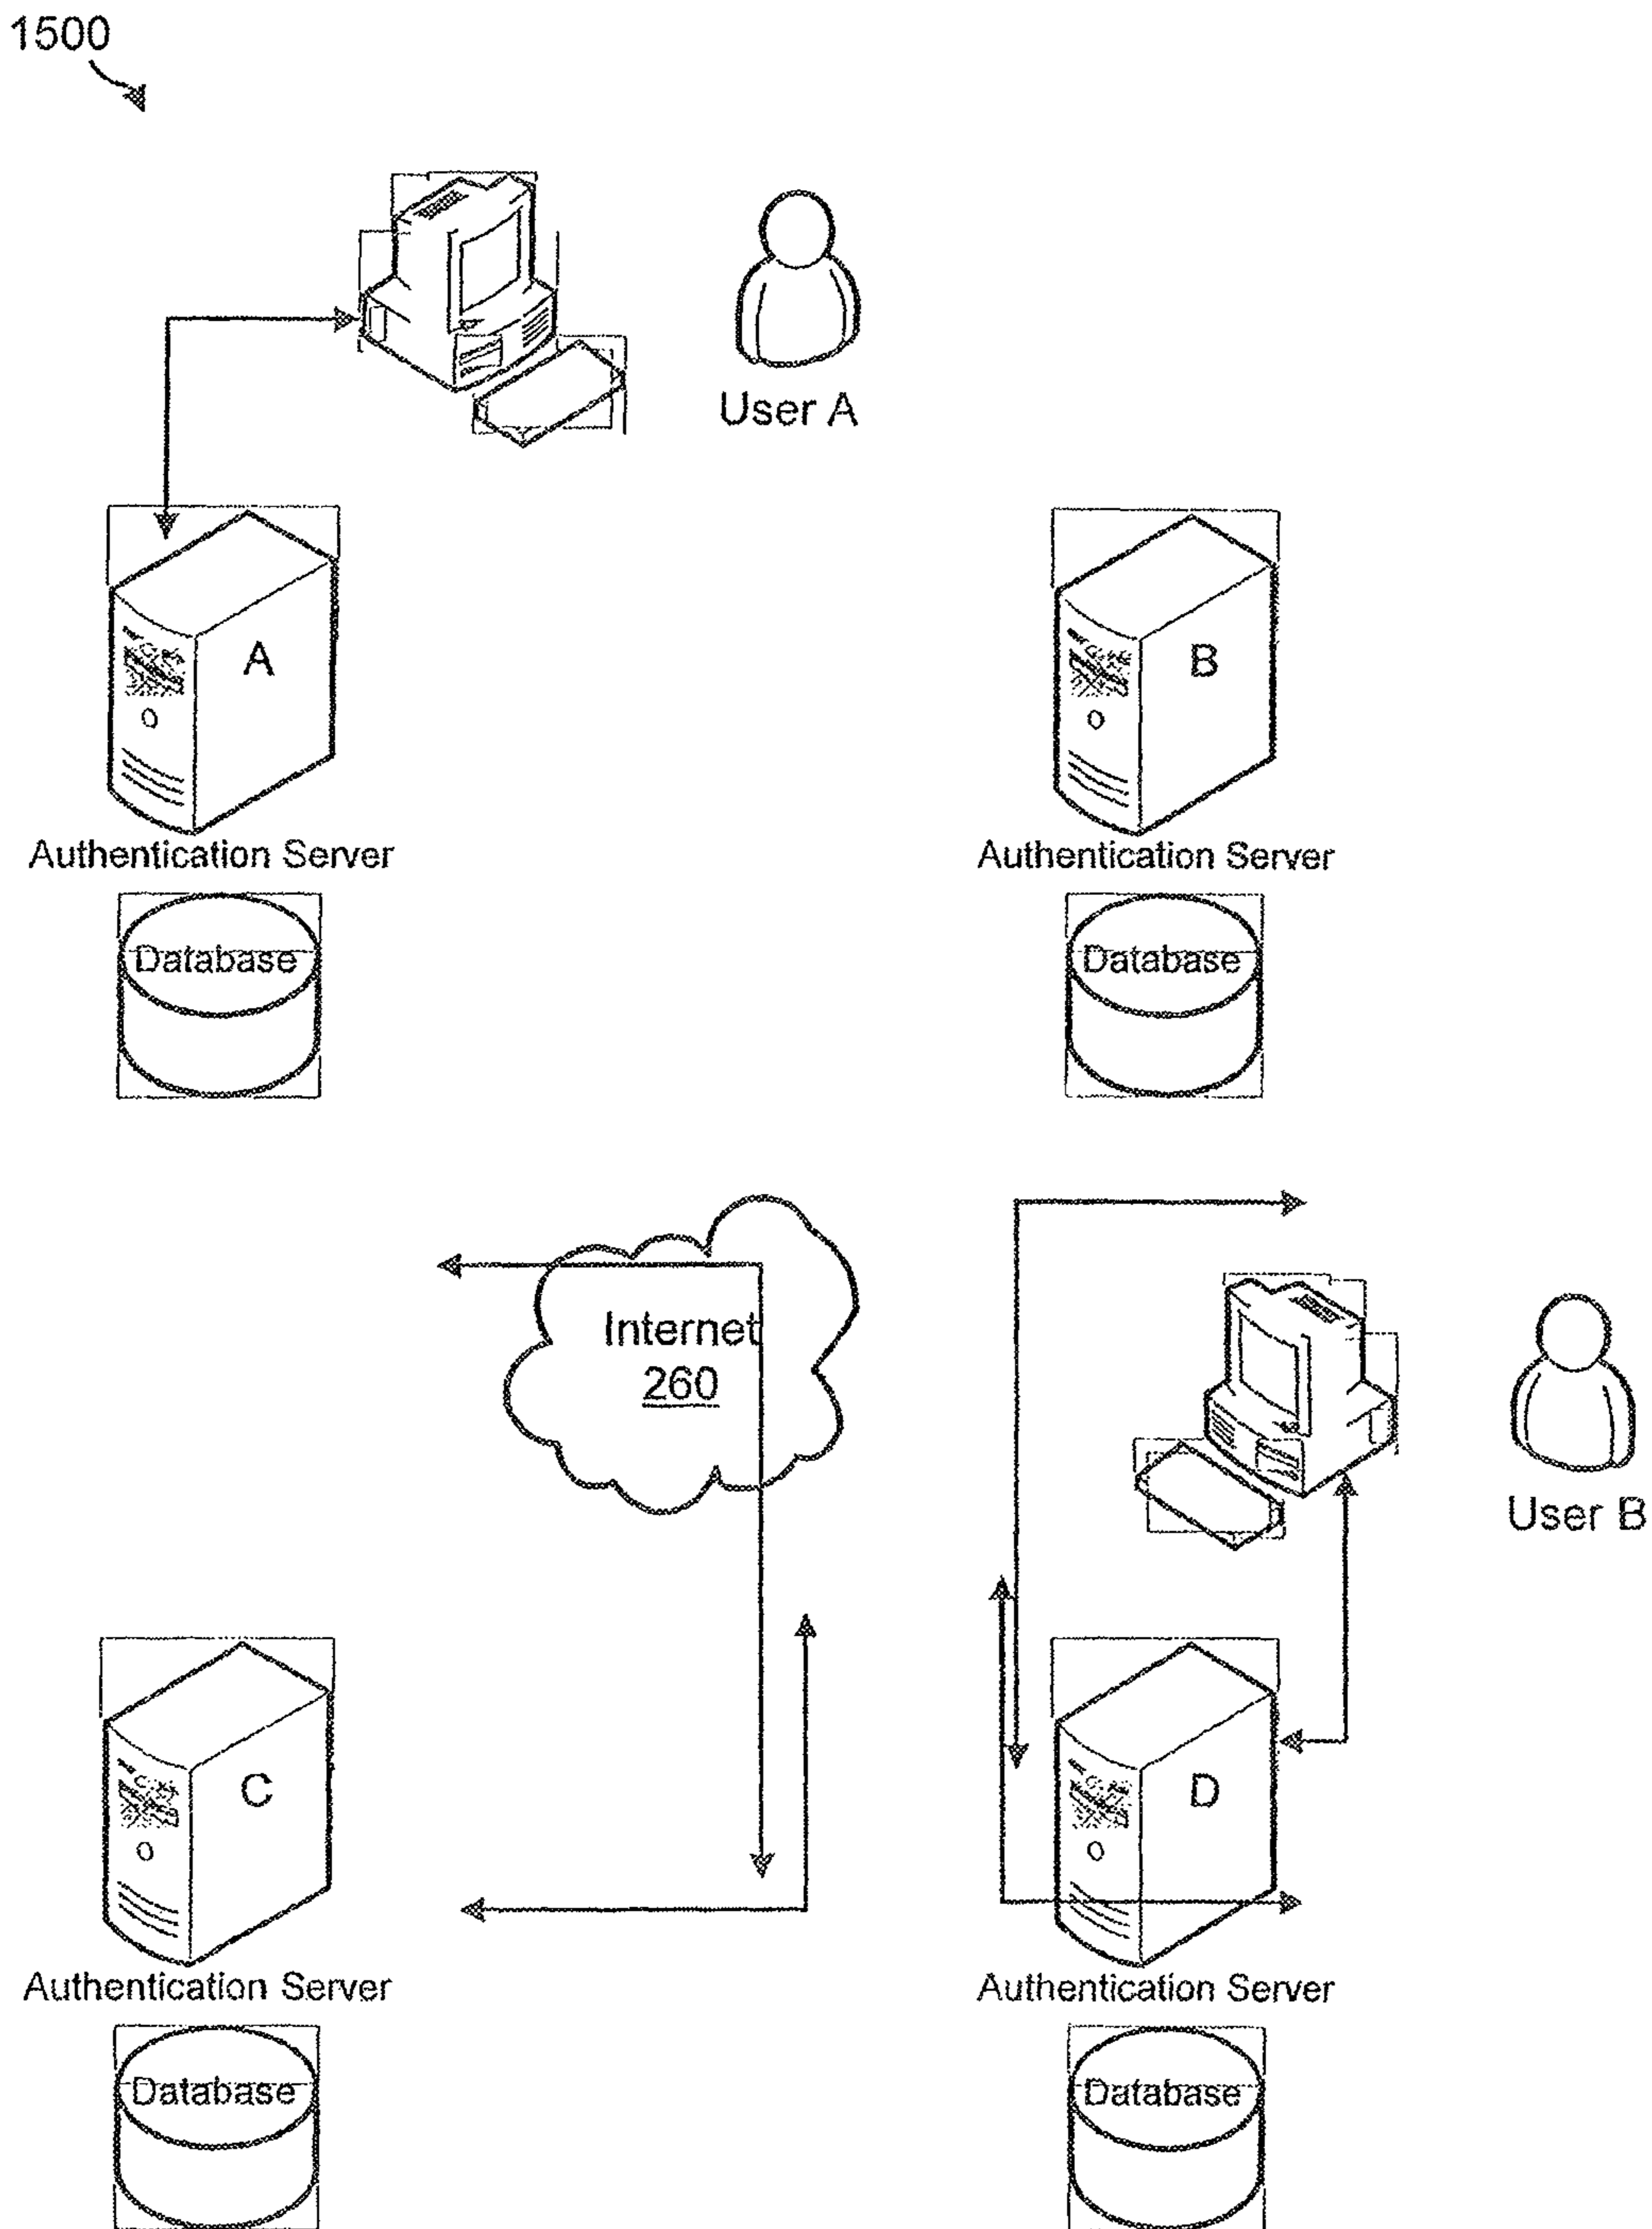 1500
User A
A
B
Authentication Server
Authentication Server
Database
Database
Internet
260
User B
C
D
Authentication Server
Authentication Server
Database
Database